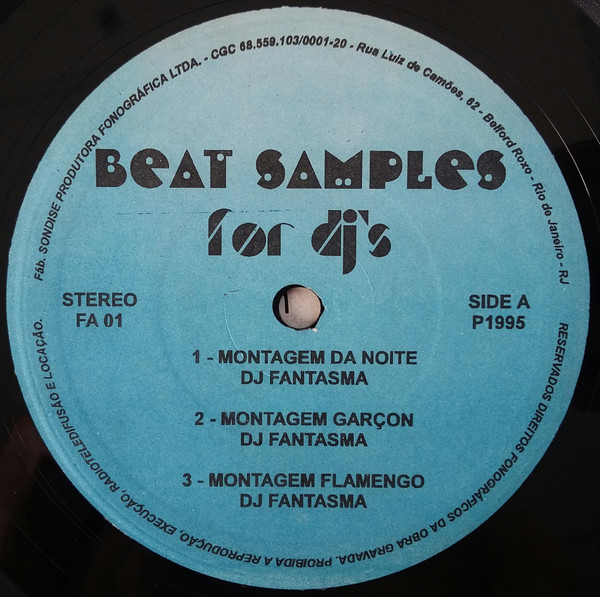 Fáb. SONDISE PRODUTORA FONOGRÁFICA LTDA. - CGC 68.559.103/0001-20 - Rua Luiz de Camões, 62 - Belford Roxo - Rio de Janeiro - RJ
BEAT SAMPLES
for dj's
STEREO
FA 01
SIDE A
P1995
1 - MONTAGEM DA NOITE
DJ FANTASMA
2 - MONTAGEM GARÇON
DJ FANTASMA
3 - MONTAGEM FLAMENGO
DJ FANTASMA
RESERVADOS DIREITOS FONOGRÁFICOS DA OBRA GRAVADA. PROIBIDA A REPRODUÇÃO, EXECUÇÃO, RADIOTELEDIFUSÃO E LOCAÇÃO.